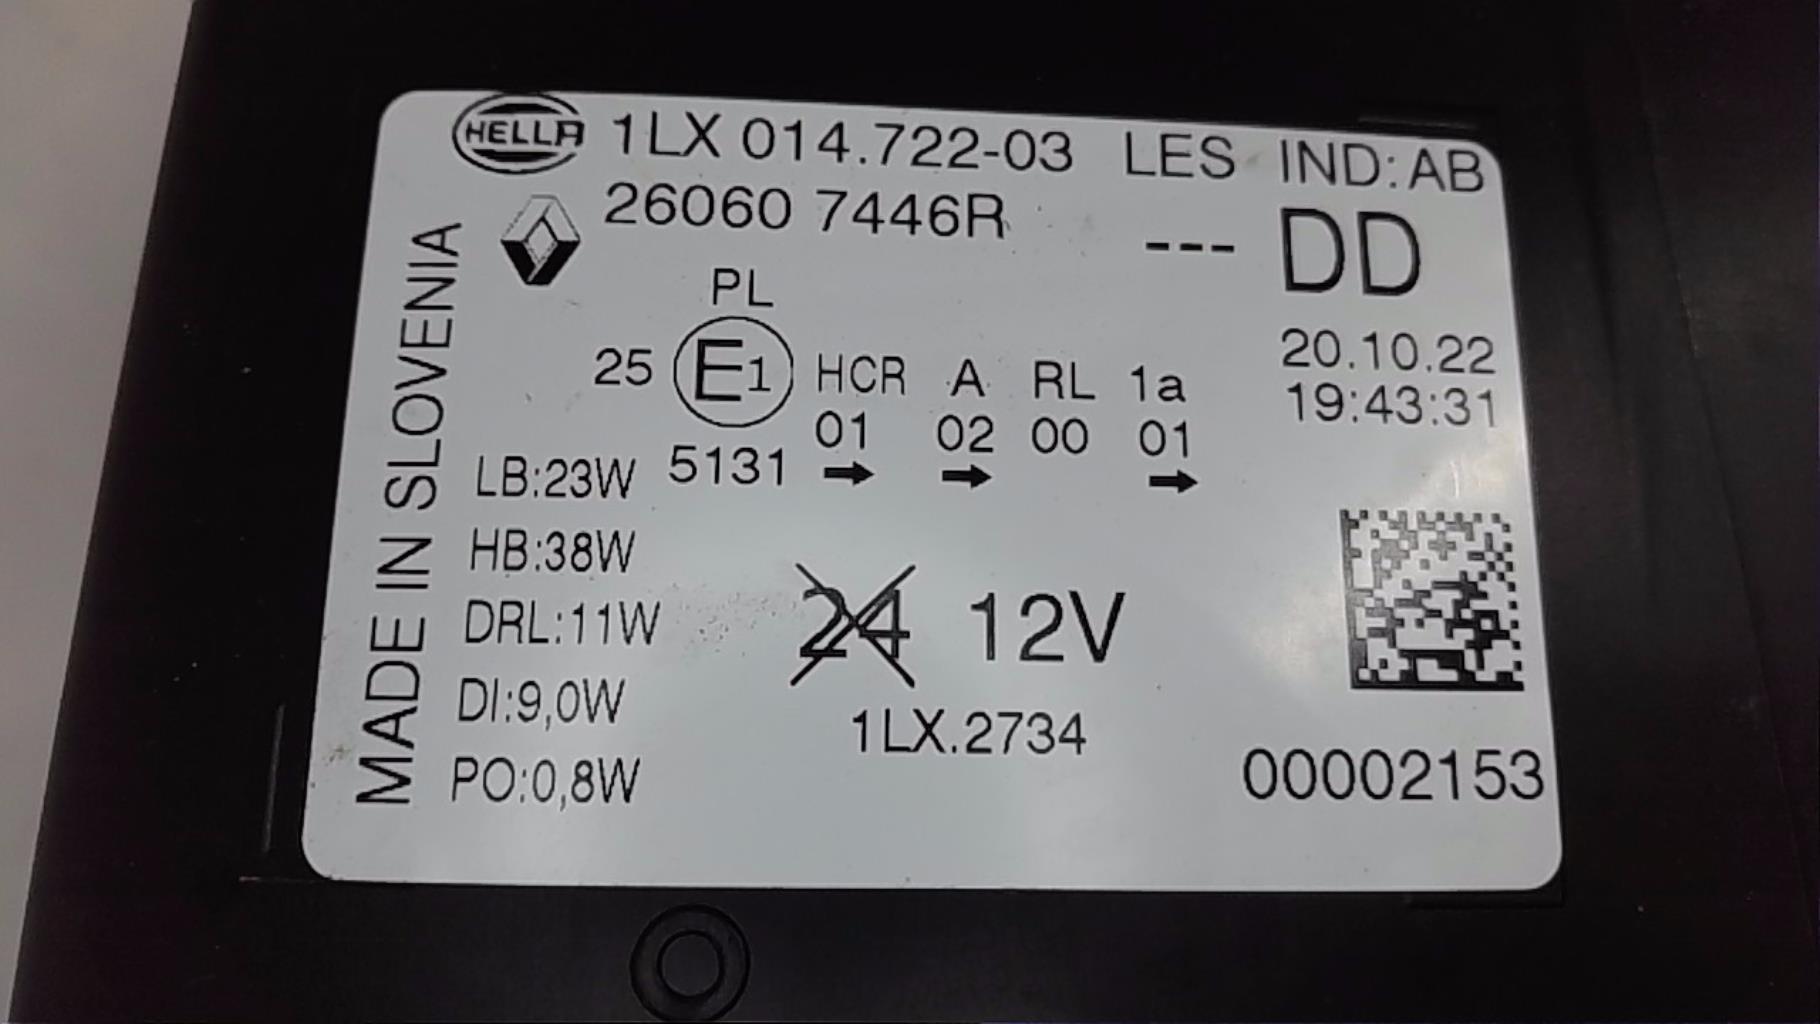 HELLA 1LX 014.722-03 LES IND:AB
26060 7446R --- DD
PL
25 E1 HCR A RL 1a
01 02 00 01
5131 → → →
20.10.22
19:43:31
MADE IN SLOVENIA
LB:23W
HB:38W
DRL:11W
DI:9,0W
PO:0,8W
24 12V
1LX.2734
00002153